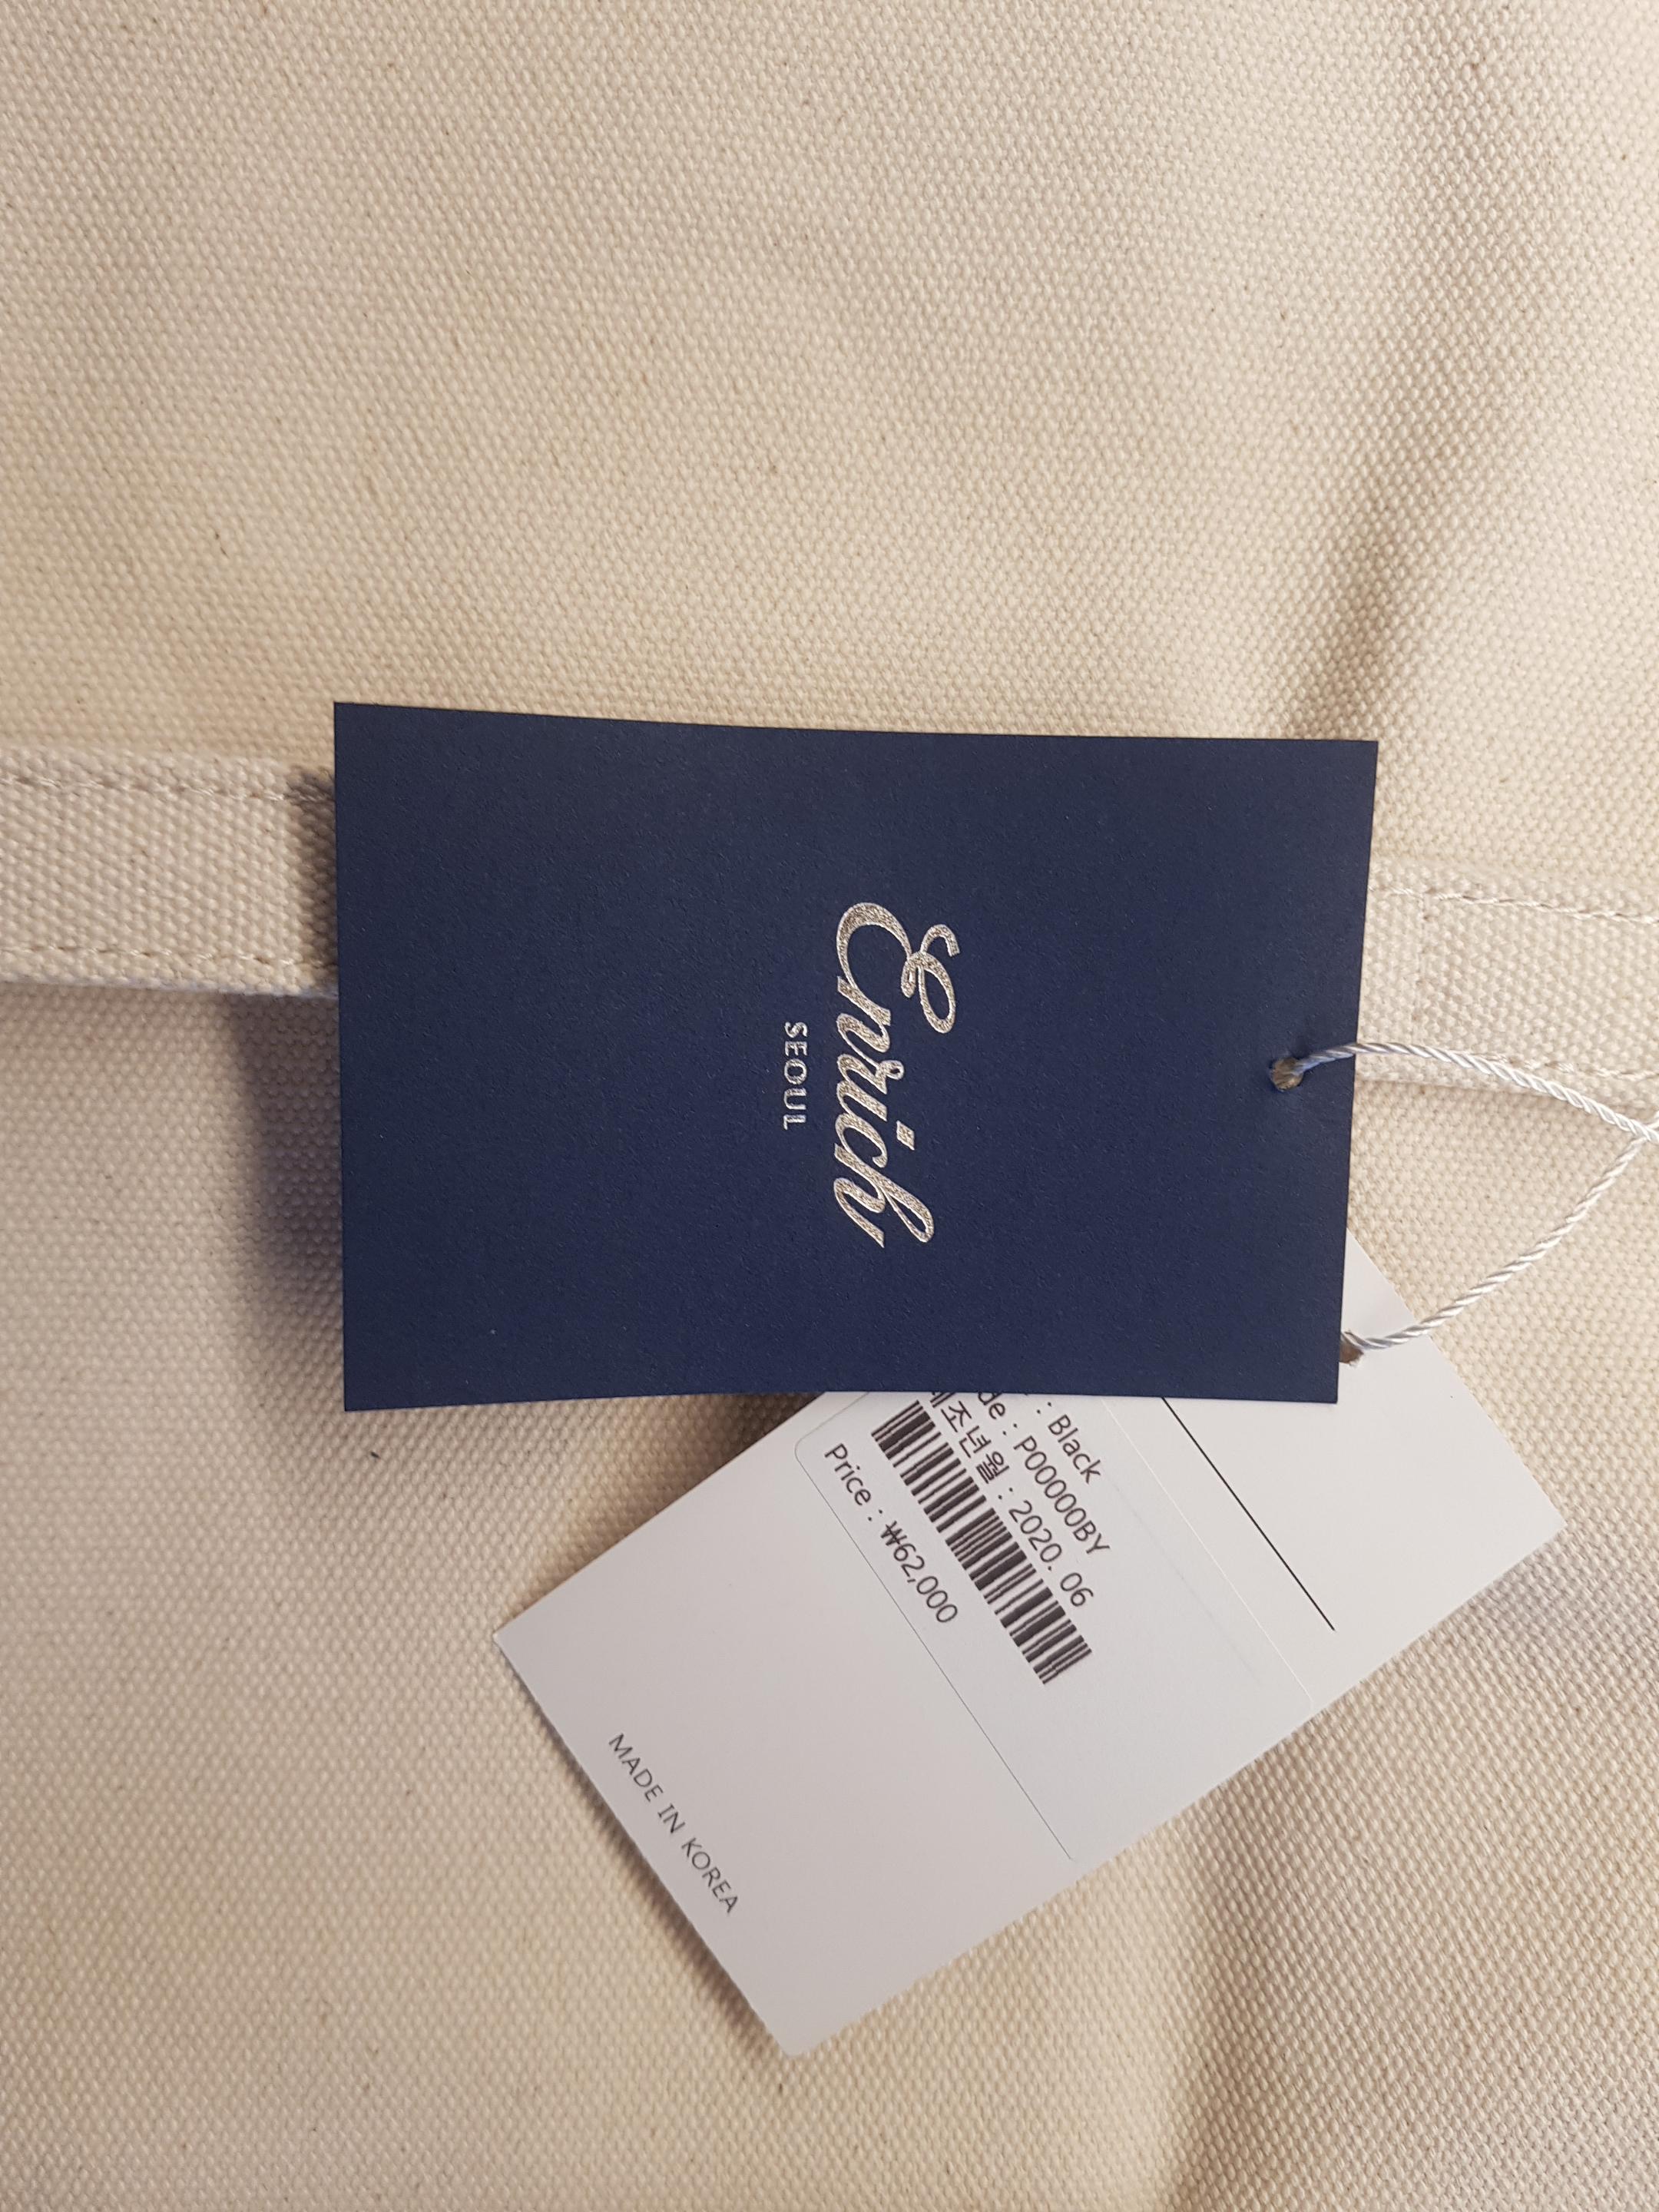 Enrich
SEOUL
: Black
de : P00000BY
제조년월 : 2020. 06
Price : ₩62,000
MADE IN KOREA